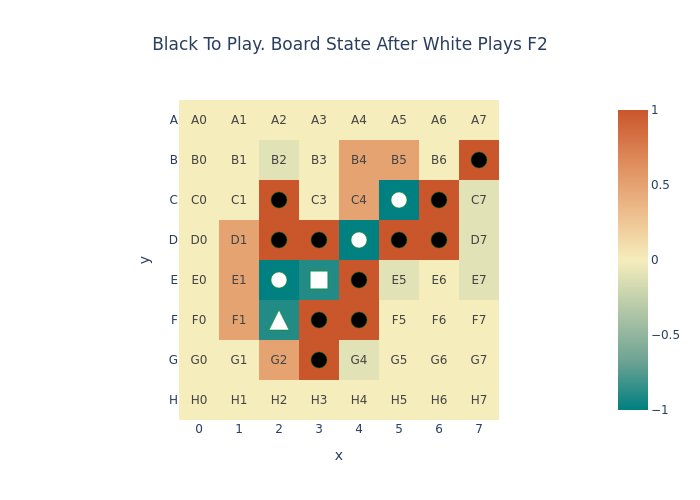 Black To Play. Board State After White Plays F2
A A0 A1 A2 A3 A4 A5 A6 A7
B B0 B1 B2 B3 B4 B5 B6
C C0 C1 C3 C4 C7
D D0 D1 D7
E E0 E1 E5 E6 E7
F F0 F1 F5 F6 F7
G G0 G1 G2 G4 G5 G6 G7
H H0 H1 H2 H3 H4 H5 H6 H7
0 1 2 3 4 5 6 7
x
y
1
0.5
0
−0.5
−1